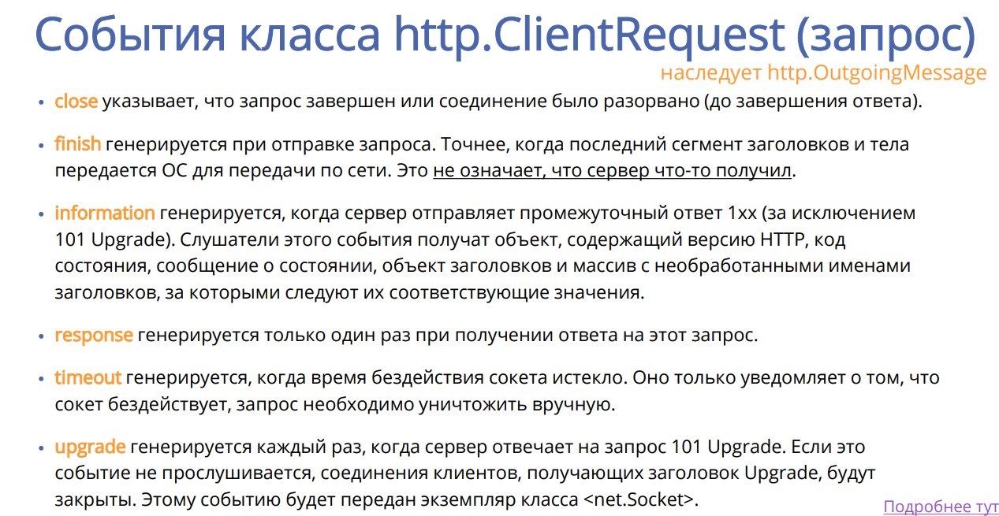 События класса http.ClientRequest (запрос)
наследует http.OutgoingMessage
• close указывает, что запрос завершен или соединение было разорвано (до завершения ответа).
• finish генерируется при отправке запроса. Точнее, когда последний сегмент заголовков и тела
передается ОС для передачи по сети. Это не означает, что сервер что-то получил.
• information генерируется, когда сервер отправляет промежуточный ответ 1xx (за исключением
101 Upgrade). Слушатели этого события получат объект, содержащий версию HTTP, код
состояния, сообщение о состоянии, объект заголовков и массив с необработанными именами
заголовков, за которыми следуют их соответствующие значения.
• response генерируется только один раз при получении ответа на этот запрос.
• timeout генерируется, когда время бездействия сокета истекло. Оно только уведомляет о том, что
сокет бездействует, запрос необходимо уничтожить вручную.
• upgrade генерируется каждый раз, когда сервер отвечает на запрос 101 Upgrade. Если это
событие не прослушивается, соединения клиентов, получающих заголовок Upgrade, будут
закрыты. Этому событию будет передан экземпляр класса <net.Socket>.
Подробнее тут